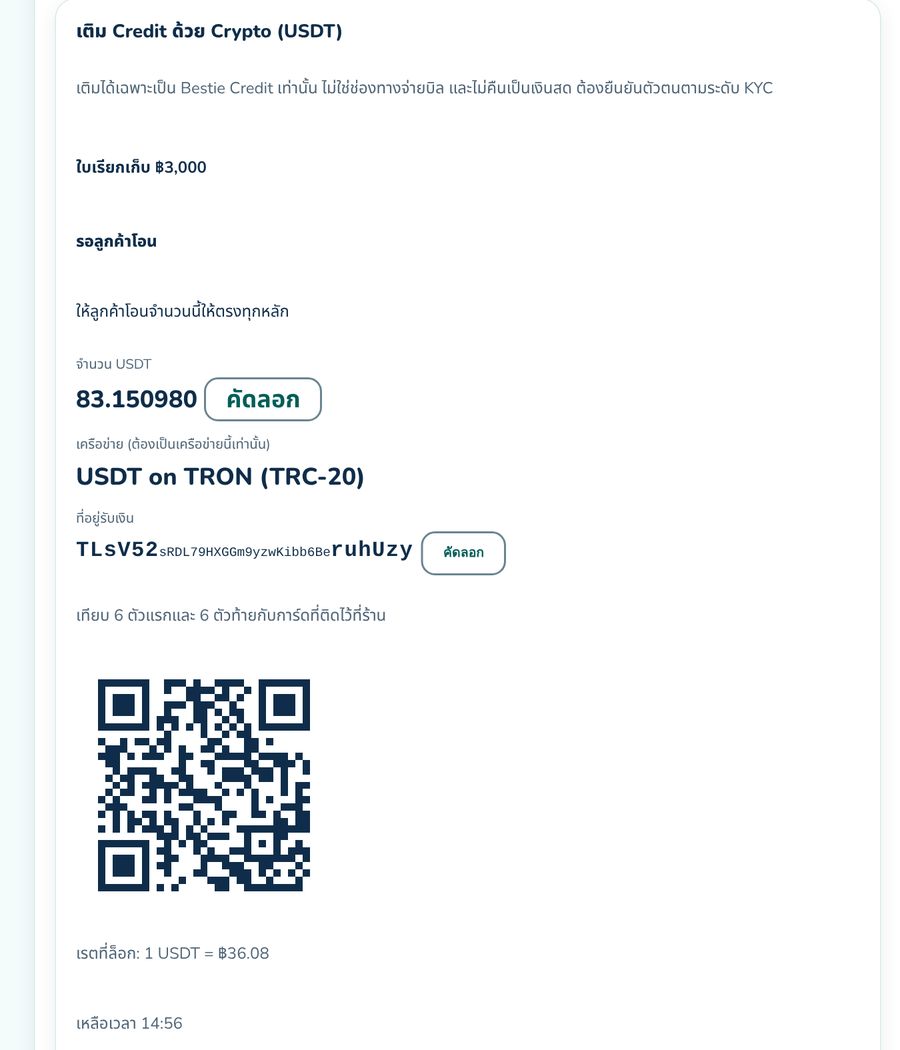 เติม Credit ด้วย Crypto (USDT)
เติมได้เฉพาะเป็น Bestie Credit เท่านั้น ไม่ใช่ช่องทางจ่ายบิล และไม่คืนเป็นเงินสด ต้องยืนยันตัวตนตามระดับ KYC
ใบเรียกเก็บ ฿3,000
รอลูกค้าโอน
ให้ลูกค้าโอนจำนวนนี้ให้ตรงทุกหลัก
จำนวน USDT
83.150980 คัดลอก
เครือข่าย (ต้องเป็นเครือข่ายนี้เท่านั้น)
USDT on TRON (TRC-20)
ที่อยู่รับเงิน
TLsV52sRDL79HXGGm9yzwKibb6BeruhUzy คัดลอก
เทียบ 6 ตัวแรกและ 6 ตัวท้ายกับการ์ดที่ติดไว้ที่ร้าน
เรตที่ล็อก: 1 USDT = ฿36.08
เหลือเวลา 14:56